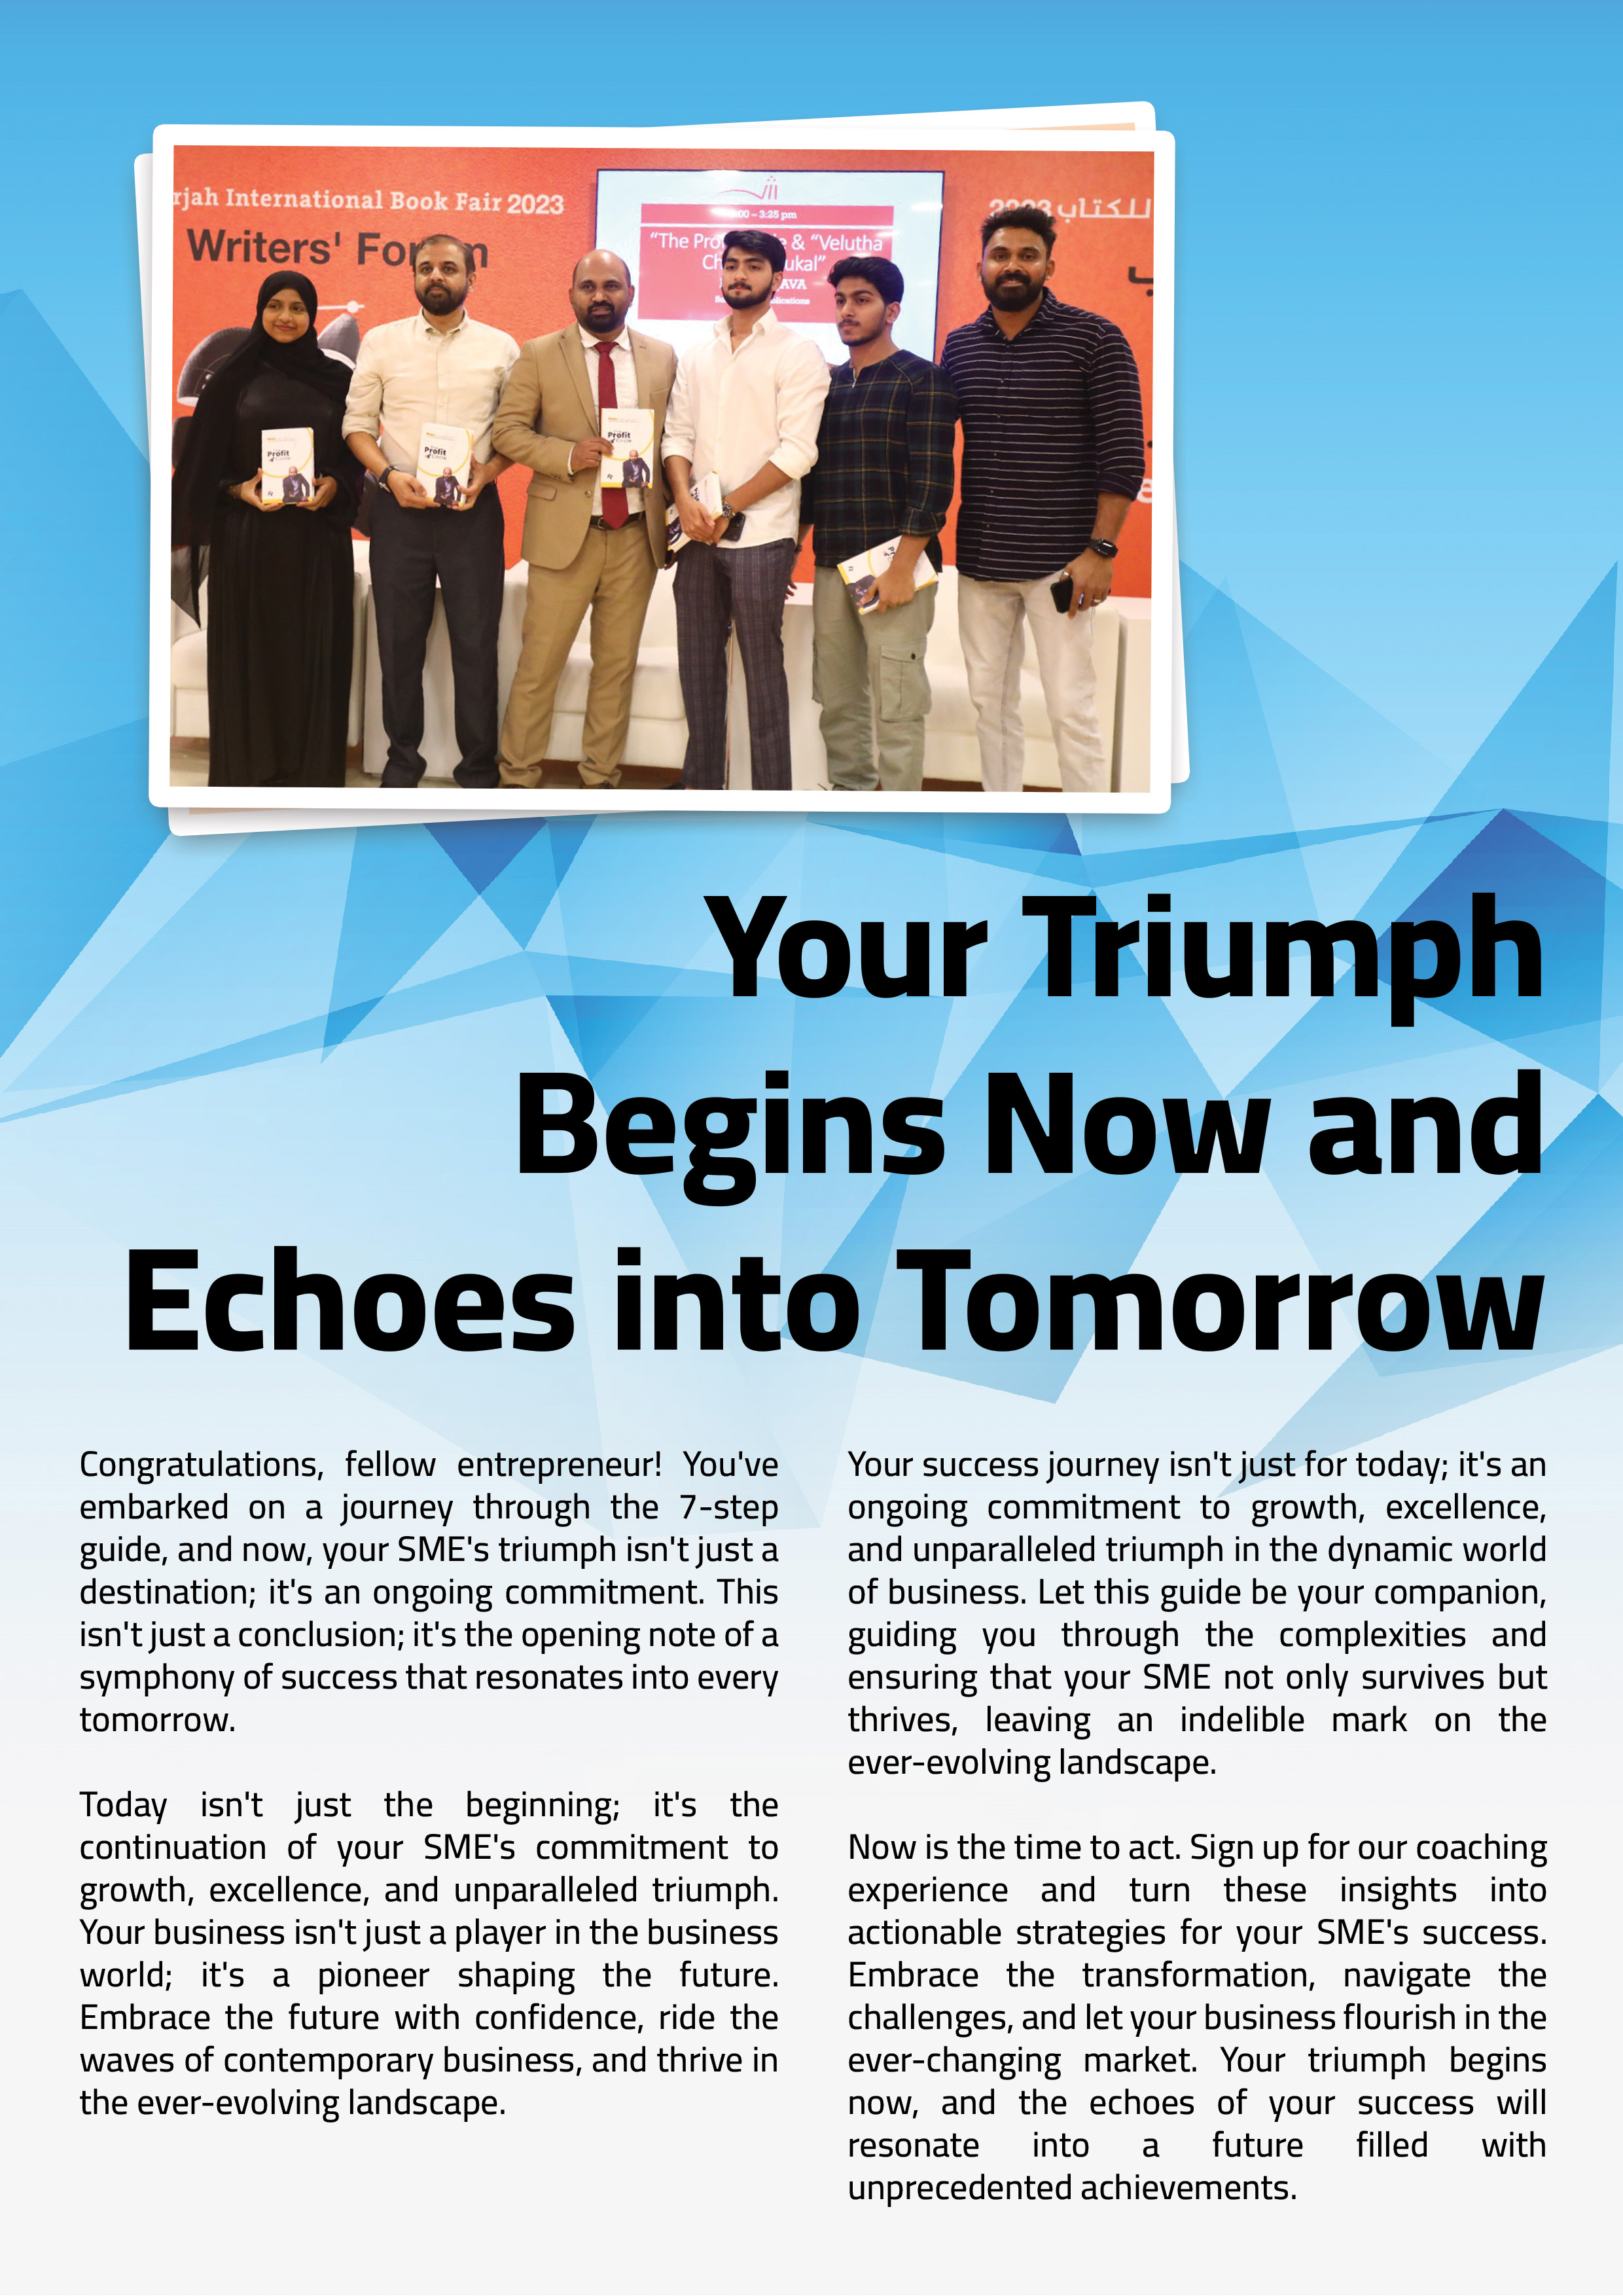 rjah International Book Fair 2023
Writers' For
00 – 3:25 pm
"The Pro & "Velutha
Ch ukal"
AVA
للكتاب 2023
Profit
Profit
Profit
Your Triumph
Begins Now and
Echoes into Tomorrow
Congratulations, fellow entrepreneur! You've
embarked on a journey through the 7-step
guide, and now, your SME's triumph isn't just a
destination; it's an ongoing commitment. This
isn't just a conclusion; it's the opening note of a
symphony of success that resonates into every
tomorrow.
Today isn't just the beginning; it's the
continuation of your SME's commitment to
growth, excellence, and unparalleled triumph.
Your business isn't just a player in the business
world; it's a pioneer shaping the future.
Embrace the future with confidence, ride the
waves of contemporary business, and thrive in
the ever-evolving landscape.
Your success journey isn't just for today; it's an
ongoing commitment to growth, excellence,
and unparalleled triumph in the dynamic world
of business. Let this guide be your companion,
guiding you through the complexities and
ensuring that your SME not only survives but
thrives, leaving an indelible mark on the
ever-evolving landscape.
Now is the time to act. Sign up for our coaching
experience and turn these insights into
actionable strategies for your SME's success.
Embrace the transformation, navigate the
challenges, and let your business flourish in the
ever-changing market. Your triumph begins
now, and the echoes of your success will
resonate into a future filled with
unprecedented achievements.